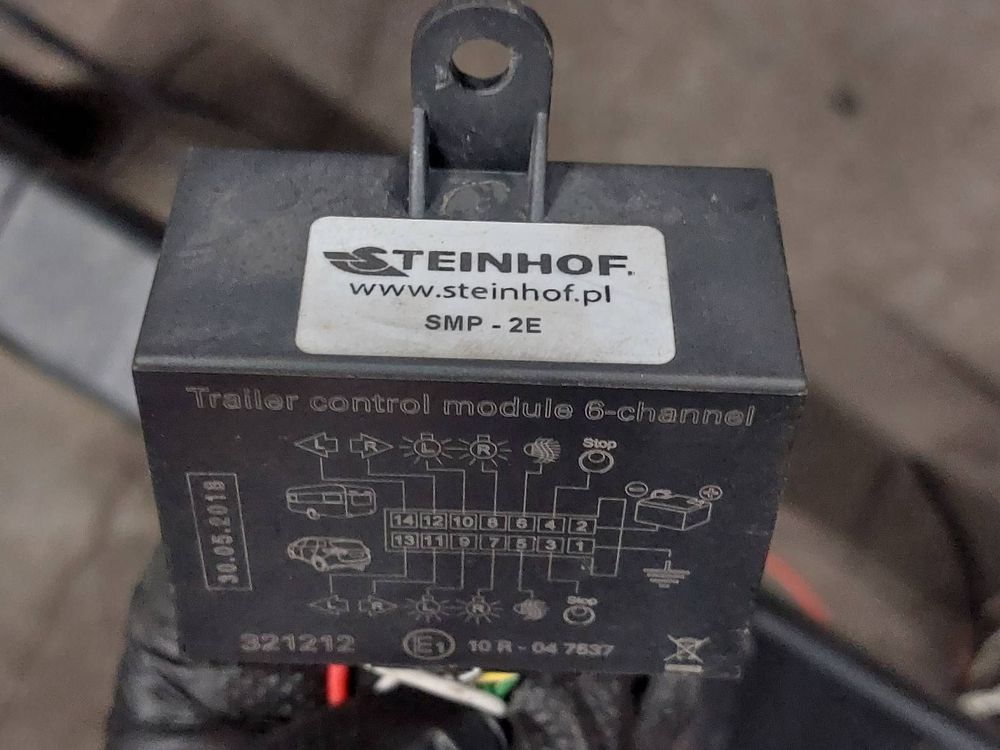 STEINHOF
www.steinhof.pl
SMP - 2E
Trailer control module 6-channel
L R L R Stop
30.05.2018
14 12 10 8 6 4 2
13 11 9 7 5 3 1
L R L R Stop
321212 E1 10 R - 04 7537